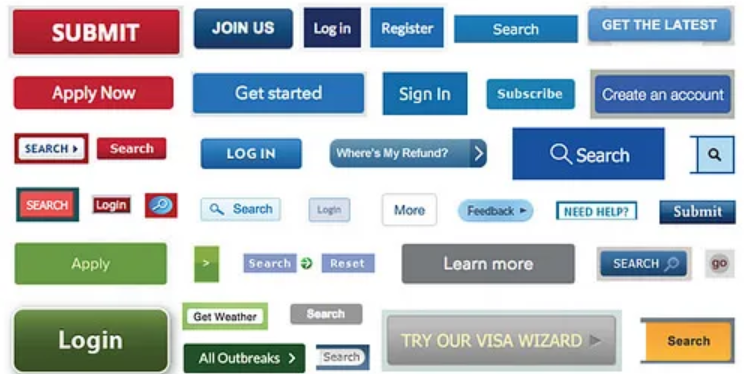 SUBMIT
JOIN US
Log in
Register
Search
GET THE LATEST
Apply Now
Get started
Sign In
Subscribe
Create an account
SEARCH
Search
LOG IN
Where's My Refund?
Search
SEARCH
Login
Search
Login
More
Feedback
NEED HELP?
Submit
Apply
>
Search
Reset
Learn more
SEARCH
go
Login
Get Weather
Search
All Outbreaks >
Search
TRY OUR VISA WIZARD
Search